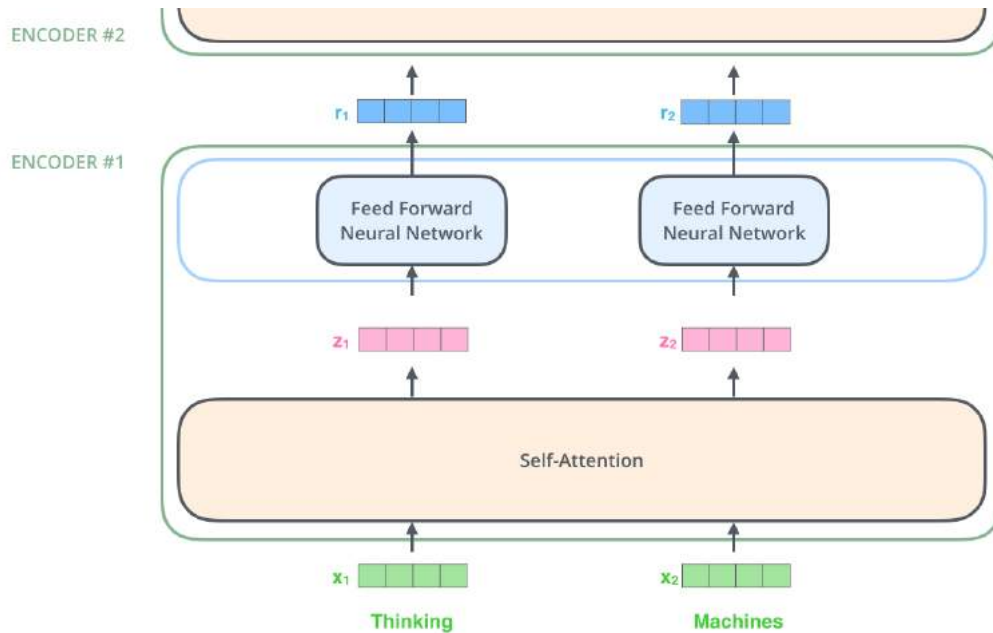 ENCODER #2
r₁
r₂
ENCODER #1
Feed Forward
Neural Network
Feed Forward
Neural Network
z₁
z₂
Self-Attention
x₁
x₂
Thinking
Machines